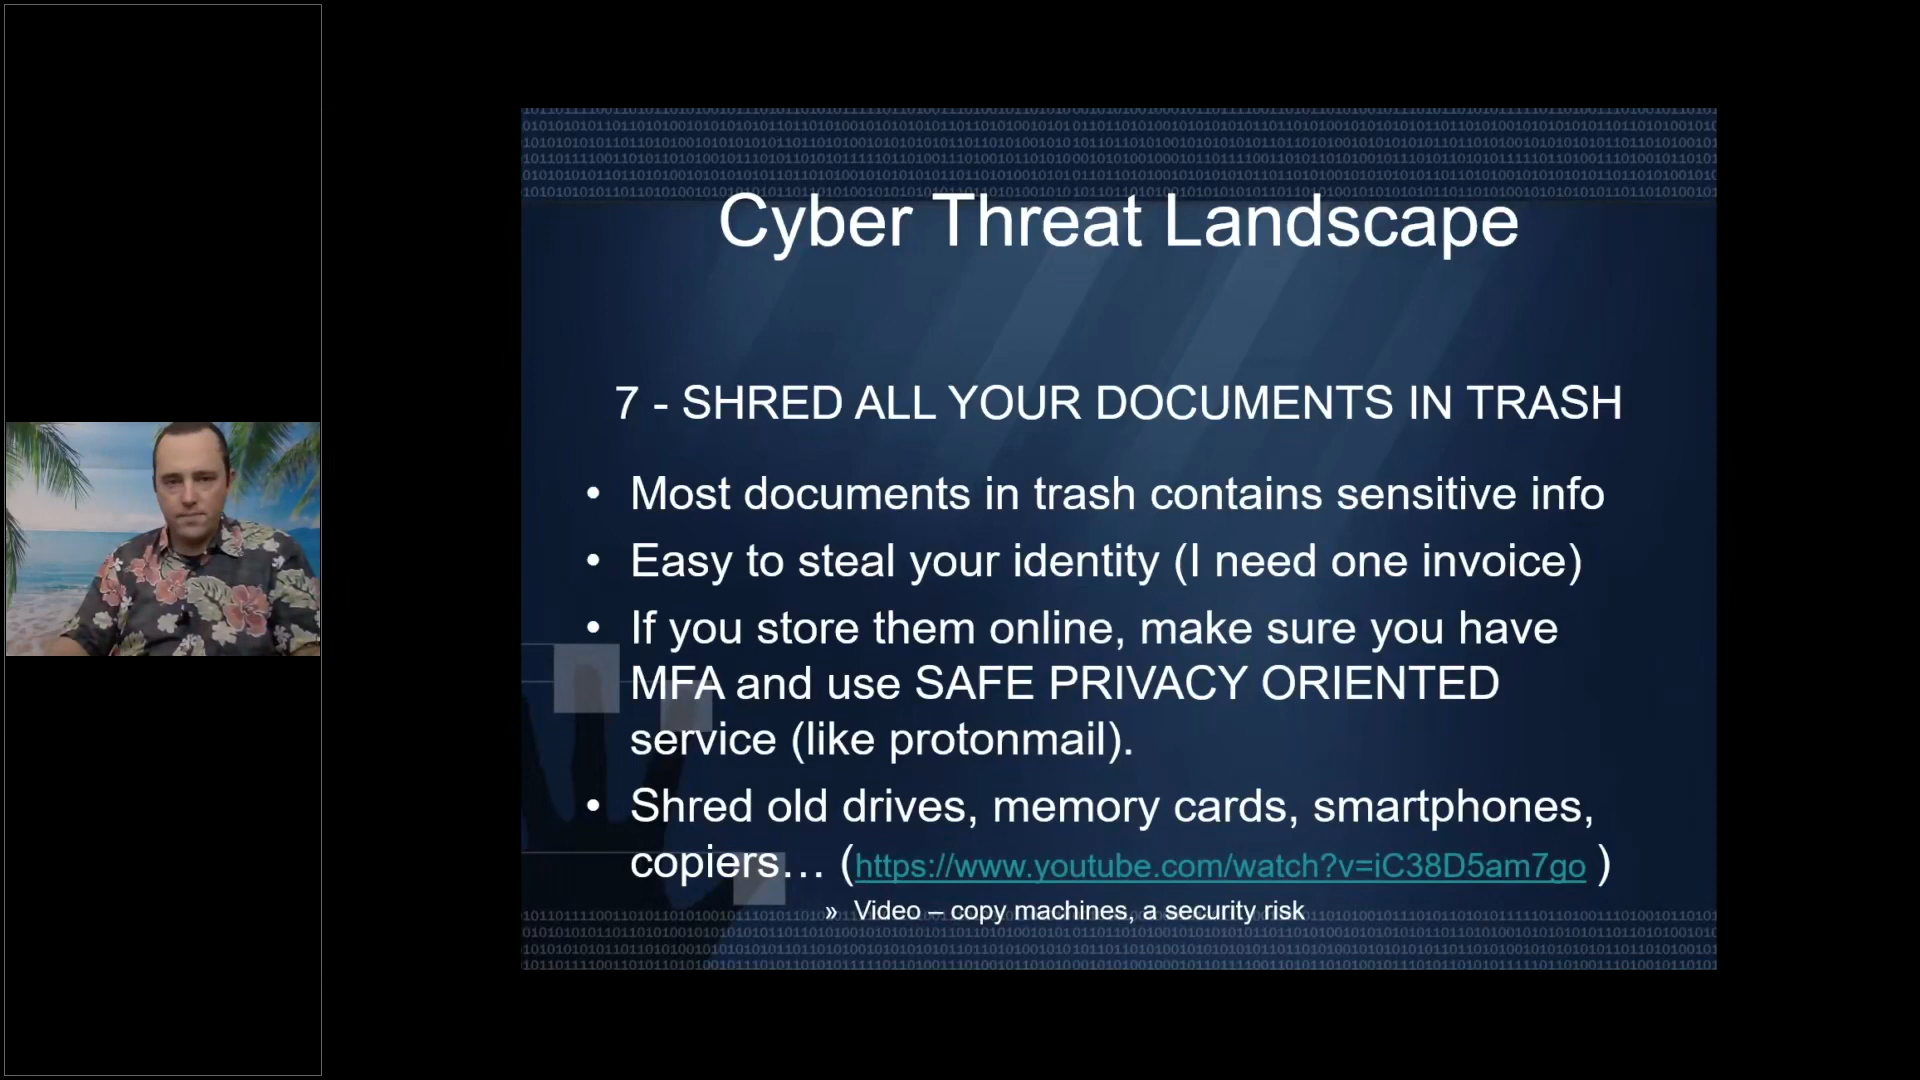 Cyber Threat Landscape
7 - SHRED ALL YOUR DOCUMENTS IN TRASH
• Most documents in trash contains sensitive info
• Easy to steal your identity (I need one invoice)
• If you store them online, make sure you have
MFA and use SAFE PRIVACY ORIENTED
service (like protonmail).
• Shred old drives, memory cards, smartphones,
copiers… (https://www.youtube.com/watch?v=iC38D5am7go )
» Video – copy machines, a security risk